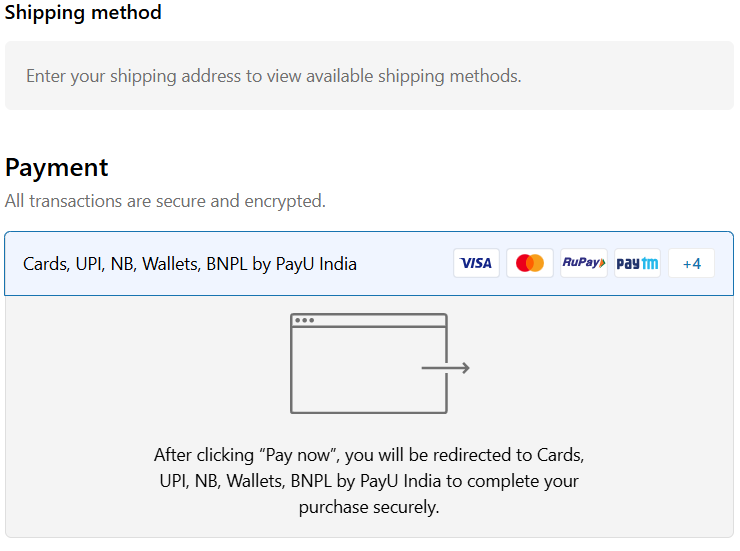 Shipping method
Enter your shipping address to view available shipping methods.
Payment
All transactions are secure and encrypted.
Cards, UPI, NB, Wallets, BNPL by PayU India VISA RuPay paytm +4
After clicking “Pay now”, you will be redirected to Cards,
UPI, NB, Wallets, BNPL by PayU India to complete your
purchase securely.